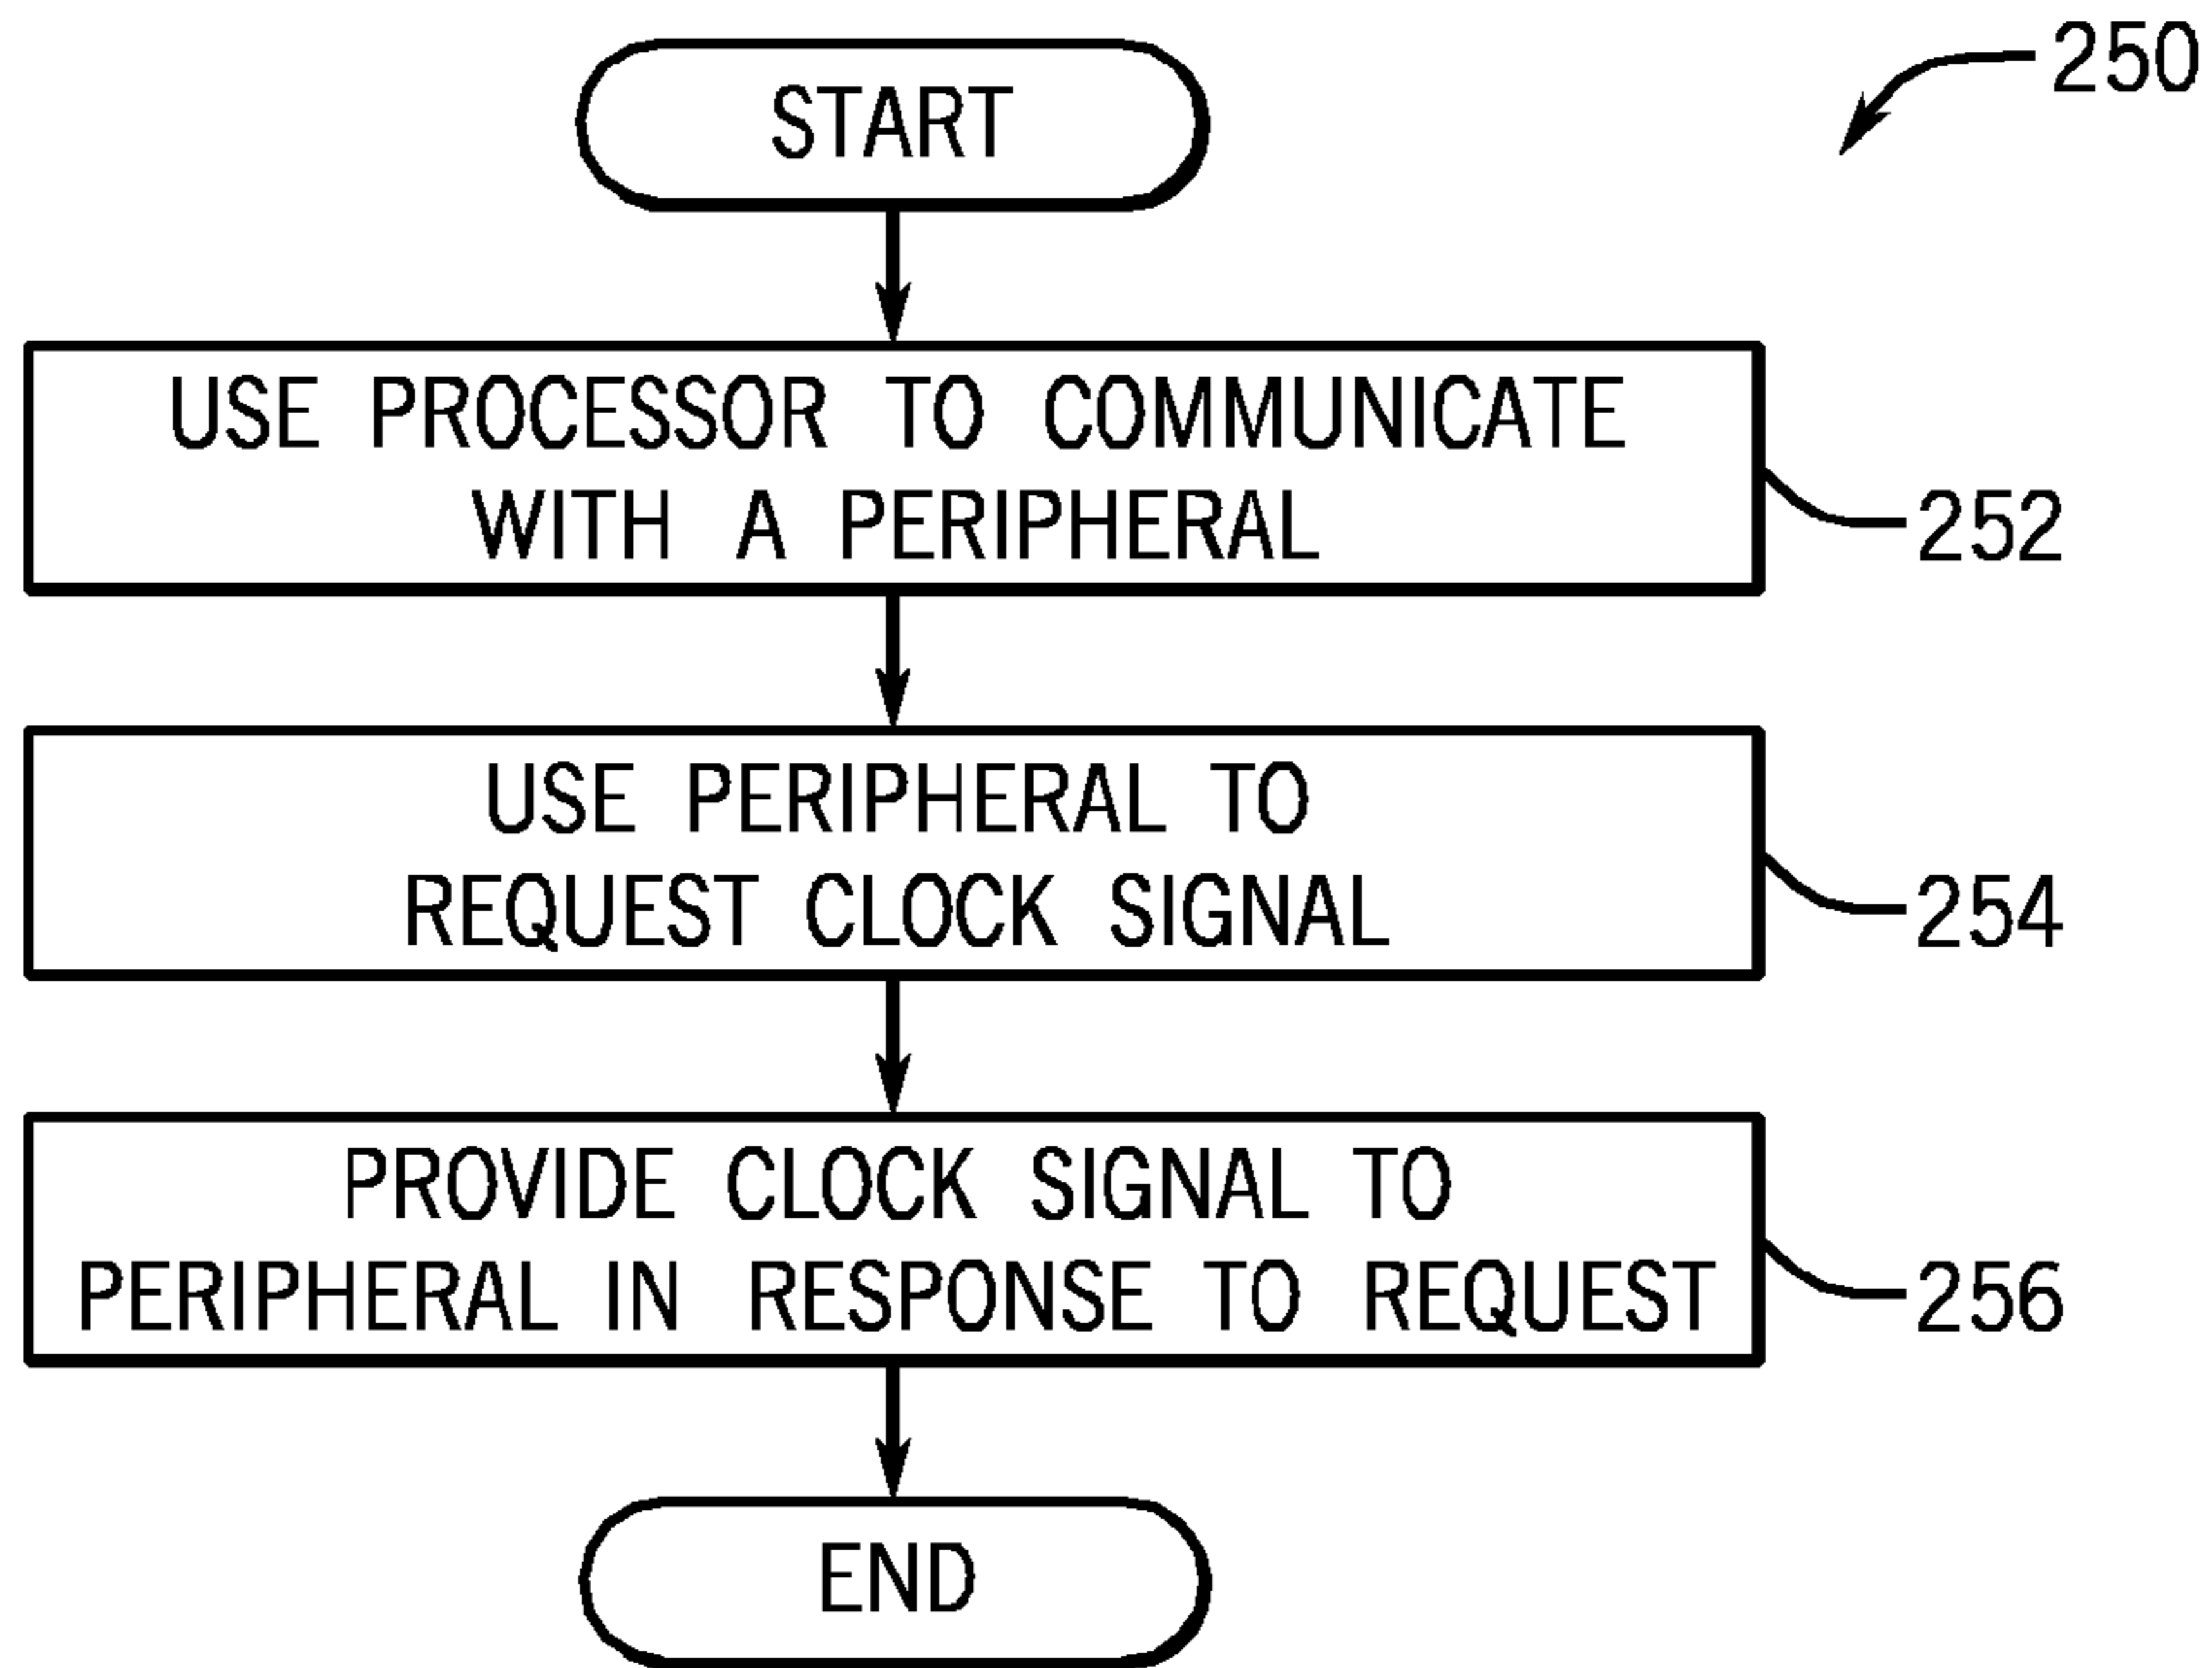 START
250
USE PROCESSOR TO COMMUNICATE
WITH A PERIPHERAL
252
USE PERIPHERAL TO
REQUEST CLOCK SIGNAL
254
PROVIDE CLOCK SIGNAL TO
PERIPHERAL IN RESPONSE TO REQUEST
256
END